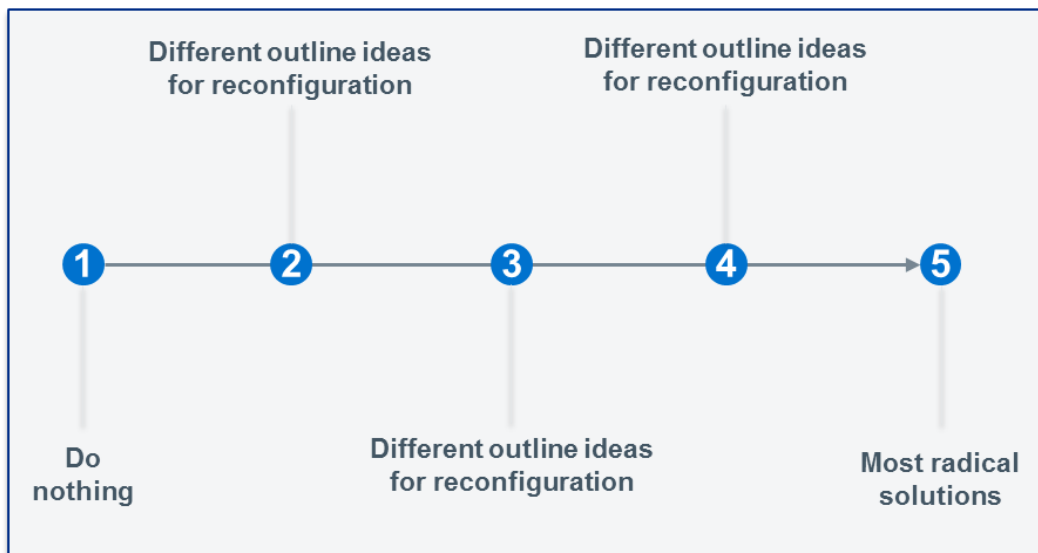 Different outline ideas
for reconfiguration
Different outline ideas
for reconfiguration
1
2
3
4
5
Do
nothing
Different outline ideas
for reconfiguration
Most radical
solutions